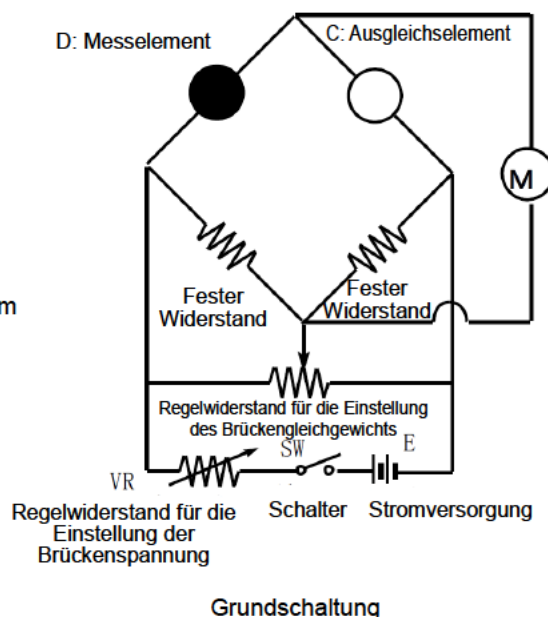 D: Messelement
C: Ausgleichselement
M
m
Fester
Widerstand
Fester
Widerstand
Regelwiderstand für die Einstellung
des Brückengleichgewichts
SW
E
VR
Regelwiderstand für die
Einstellung der
Brückenspannung
Schalter
Stromversorgung
Grundschaltung